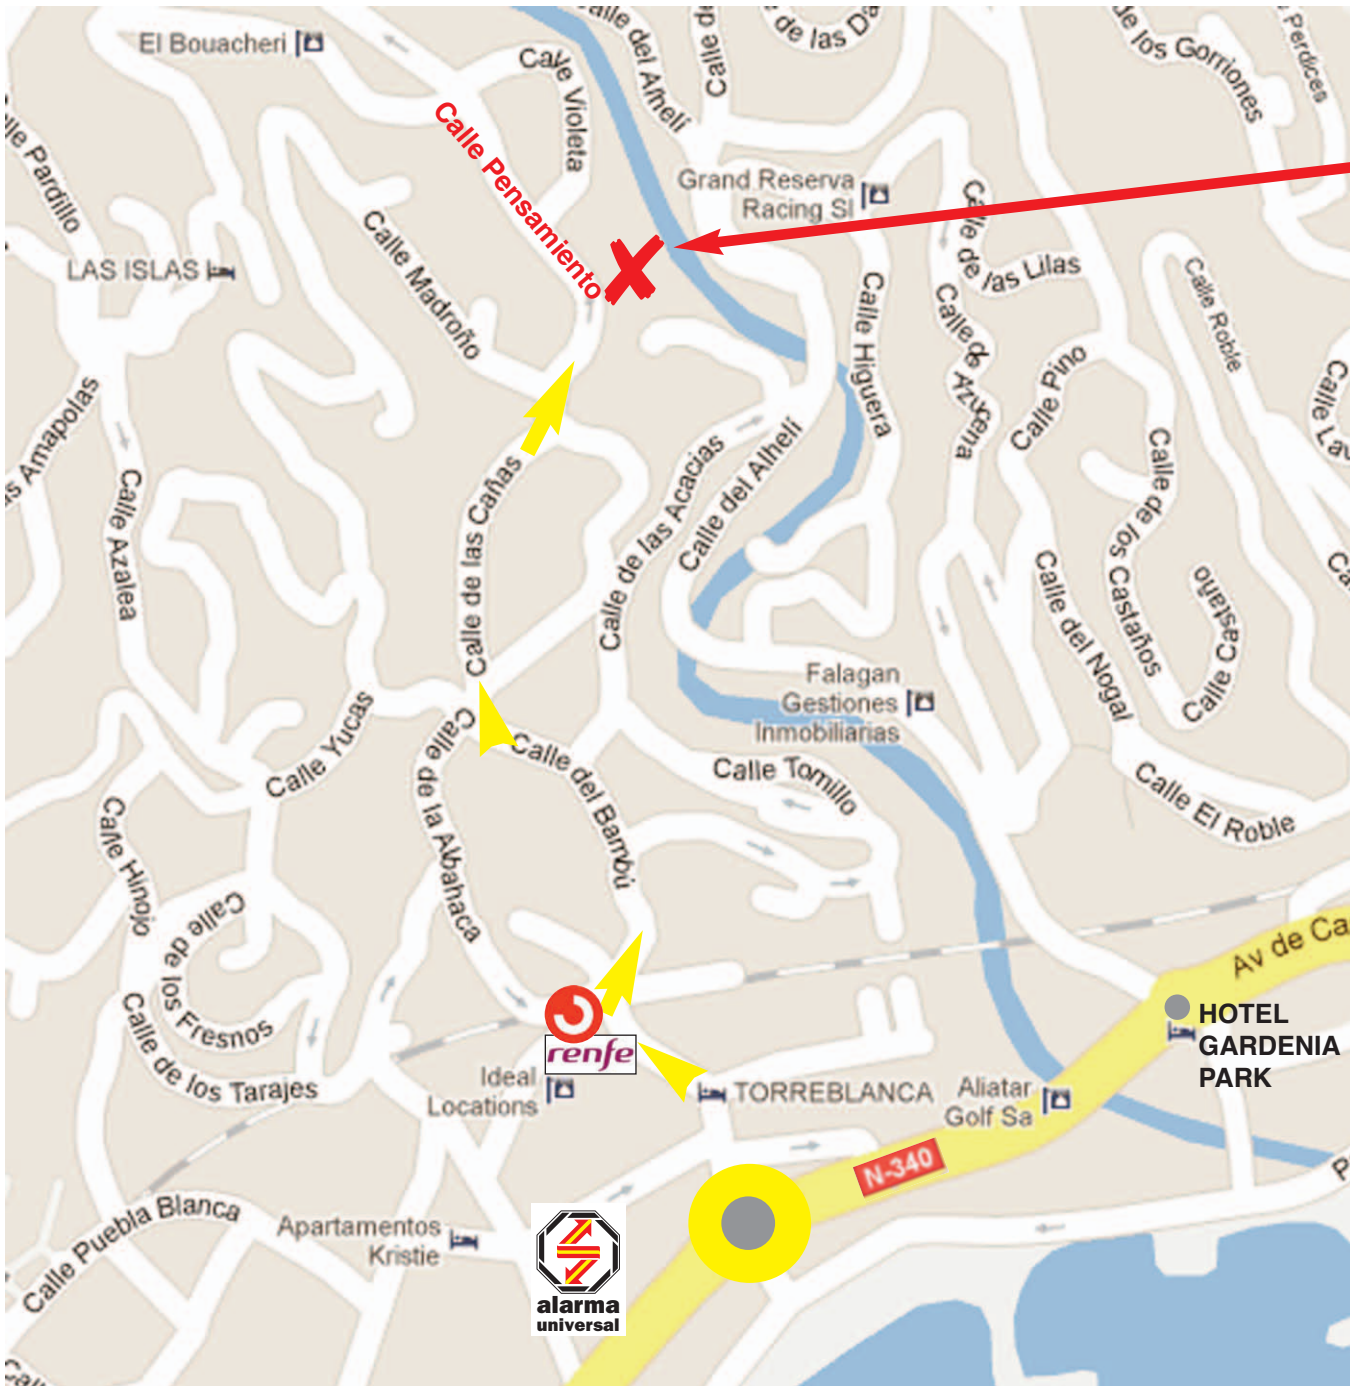 El Bouacheri
Calle Violeta
Calle del Alhelí
de las Da
de los Gorriones
Perdices
Calle Pensamiento
Grand Reserva
Racing Sl
Calle de las Lilas
Calle Pardillo
LAS ISLAS
Calle Madroño
Calle Higuera
Calle de Azucena
Calle Pino
Calle Roble
Calle Lav
as Amapolas
Calle Azalea
Calle de las Cañas
Calle de las Acacias
Calle del Alhelí
Calle de los Castaños
Calle Castaño
Calle del Nogal
Falagan
Gestiones
Inmobiliarias
Calle Yucas
Calle de la Albahaca
Calle del Bambú
Calle Tomillo
Calle El Roble
Calle Hinojo
Calle de los Fresnos
Calle de los Tarajes
Av de Ca
HOTEL
GARDENIA
PARK
renfe
Ideal
Locations
TORREBLANCA
Aliatar
Golf Sa
N-340
Calle Puebla Blanca
Apartamentos
Kristie
alarma
universal